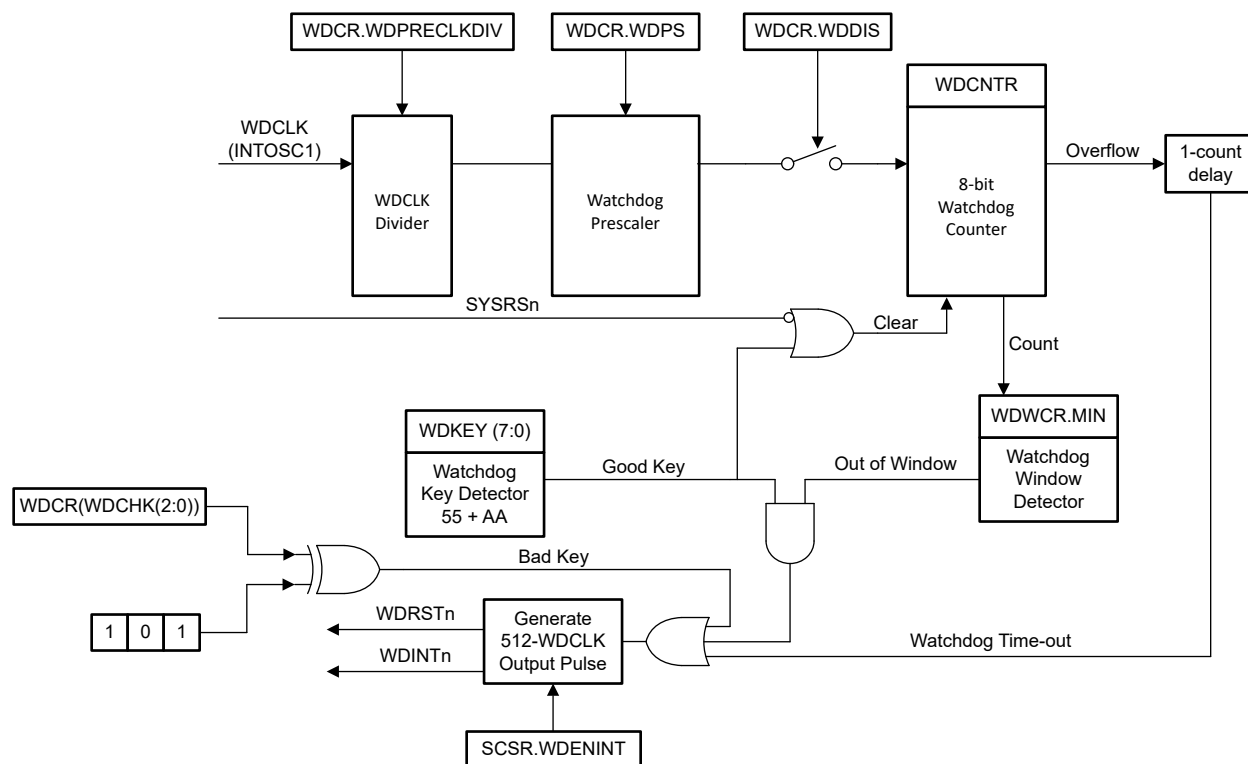 WDCR.WDPRECLKDIV
WDCR.WDPS
WDCR.WDDIS
WDCNTR
WDCLK
(INTOSC1)
WDCLK
Divider
Watchdog
Prescaler
8-bit
Watchdog
Counter
Overflow
1-count
delay
SYSRSn
Clear
Count
WDKEY (7:0)
Watchdog
Key Detector
55 + AA
Good Key
Out of Window
WDWCR.MIN
Watchdog
Window
Detector
WDCR(WDCHK(2:0))
Bad Key
1 0 1
WDRSTn
WDINTn
Generate
512-WDCLK
Output Pulse
Watchdog Time-out
SCSR.WDENINT